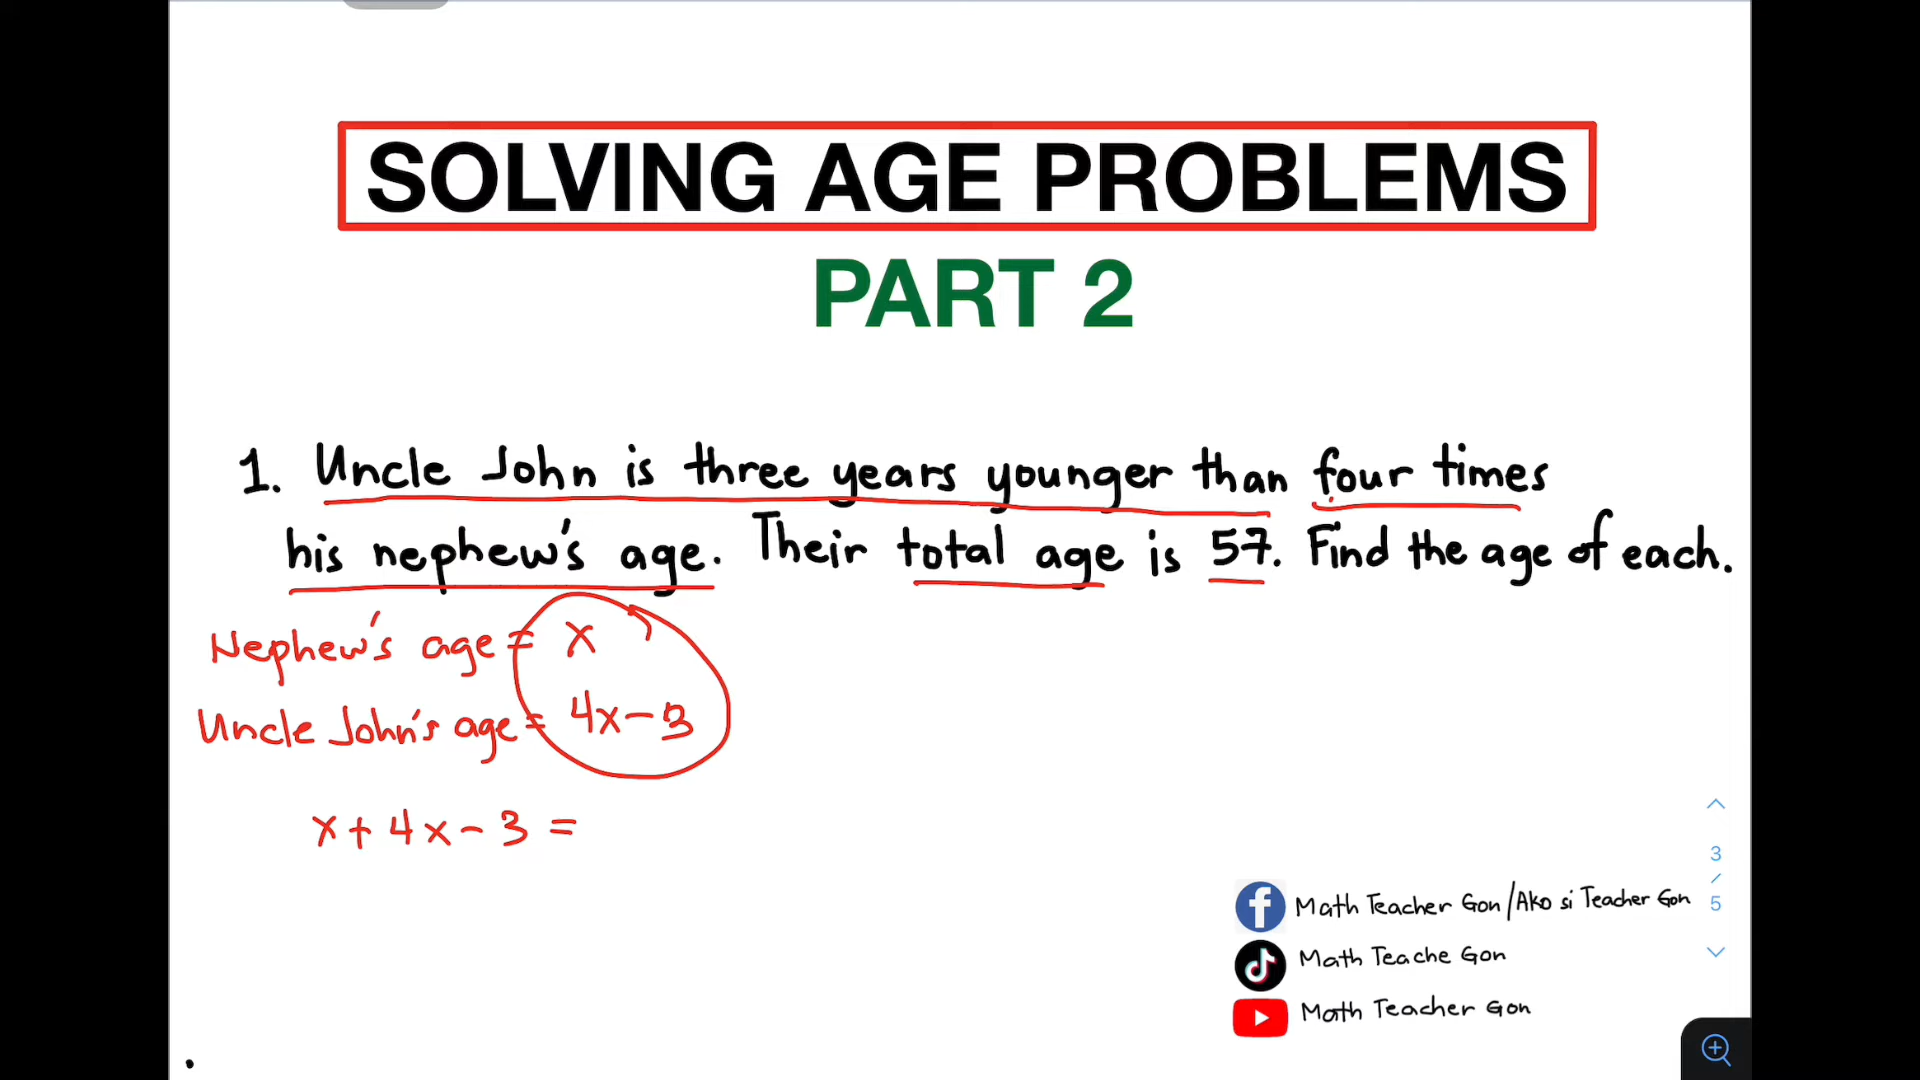 SOLVING AGE PROBLEMS
PART 2
1. Uncle John is three years younger than four times
his nephew's age. Their total age is 57. Find the age of each.
Nephew's age = x
Uncle John's age = 4x-3
x+4x-3=
3
/
5
Math Teacher Gon/Ako si Teacher Gon
Math Teache Gon
Math Teacher Gon